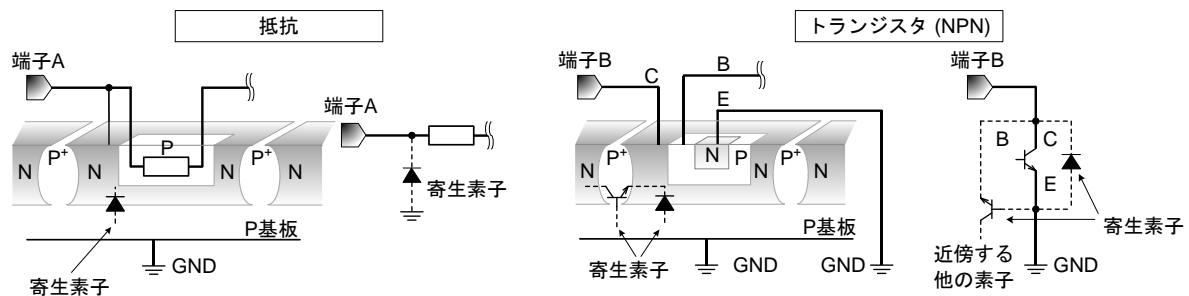 抵抗
トランジスタ (NPN)
端子A
端子A
N
P+
N
P
N
P+
N
寄生素子
P基板
GND
寄生素子
端子B
C
B
E
N
P+
N
N
P
N
P+
N
P基板
寄生素子
GND
GND
端子B
B
C
E
寄生素子
近傍する
他の素子
GND